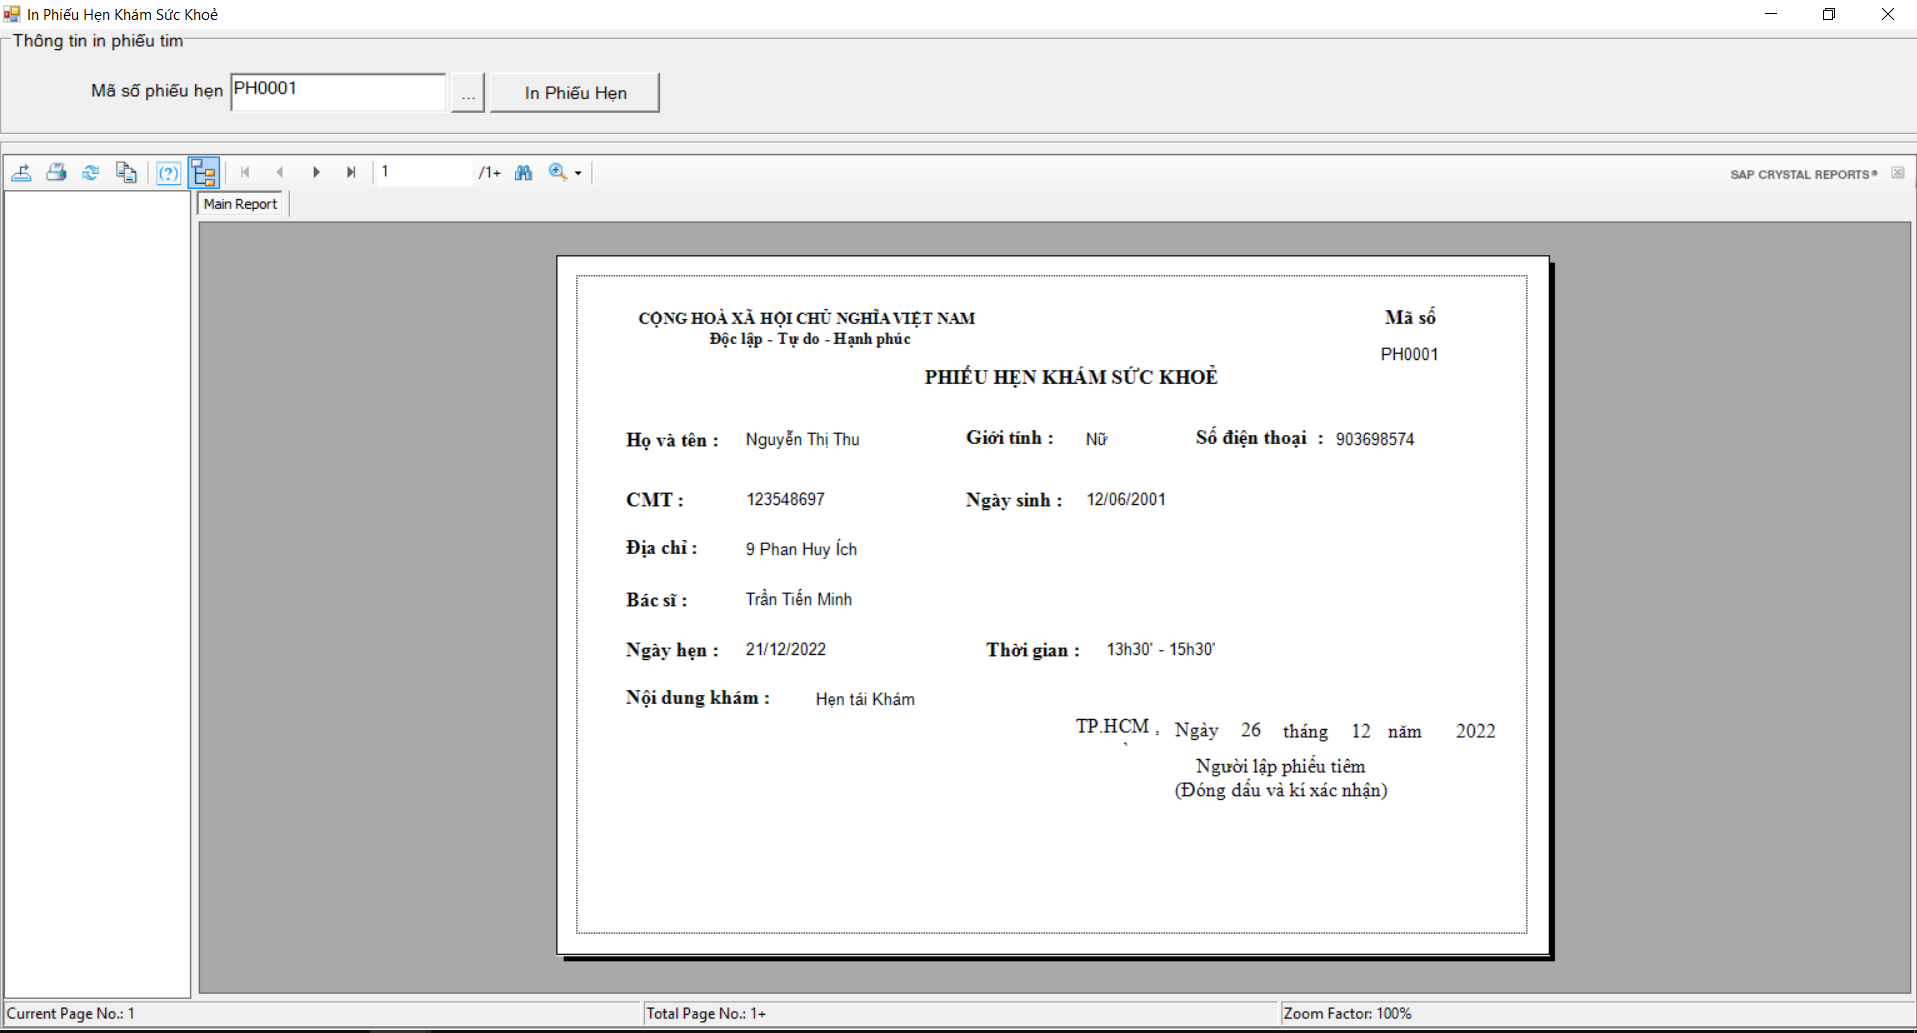 In Phiếu Hẹn Khám Sức Khoẻ
Thông tin in phiếu tim
Mã số phiếu hẹn PH0001 ... In Phiếu Hẹn
1 /1+ SAP CRYSTAL REPORTS®
Main Report
CỘNG HOÀ XÃ HỘI CHỦ NGHĨA VIỆT NAM Mã số
Độc lập - Tự do - Hạnh phúc
PH0001
PHIẾU HẸN KHÁM SỨC KHOẺ
Họ và tên : Nguyễn Thị Thu Giới tính : Nữ Số điện thoại : 903698574
CMT : 123548697 Ngày sinh : 12/06/2001
Địa chỉ : 9 Phan Huy Ích
Bác sĩ : Trần Tiến Minh
Ngày hẹn : 21/12/2022 Thời gian : 13h30' - 15h30'
Nội dung khám : Hẹn tái Khám
TP.HCM , Ngày 26 tháng 12 năm 2022
Người lập phiếu tiêm
(Đóng dấu và kí xác nhận)
Current Page No.: 1 Total Page No.: 1+ Zoom Factor: 100%